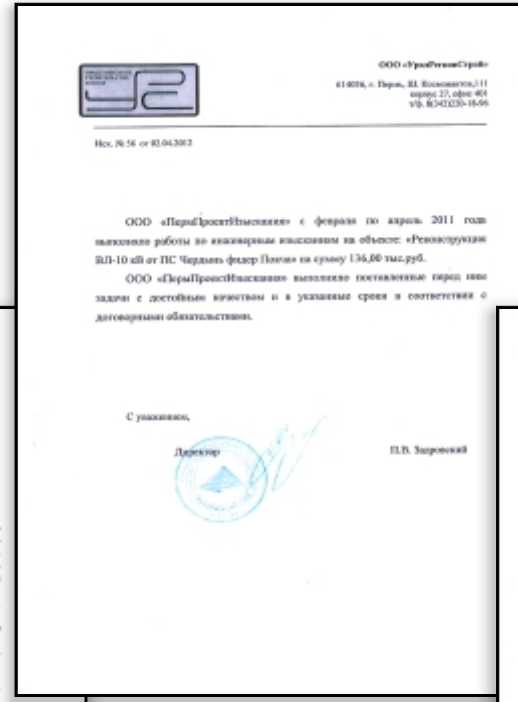 ООО «УралРегионСтрой»
614016, г. Пермь, Ш. Космонавтов,111
корпус 27, офис 401
т/ф. 8(342)220-18-96
Исх. № 56 от 02.04.2012
ООО «ПермПроектИзыскания» с февраля по апрель 2011 года
выполнило работы по инженерным изысканиям на объекте: «Реконструкция
ВЛ-10 кВ от ПС Чердынь фидер Покча» на сумму 136,00 тыс.руб.
ООО «ПермПроектИзыскания» выполнило поставленные перед ним
задачи с достойным качеством и в указанные сроки в соответствии с
договорными обязательствами.
С уважением,
Директор
П.В.